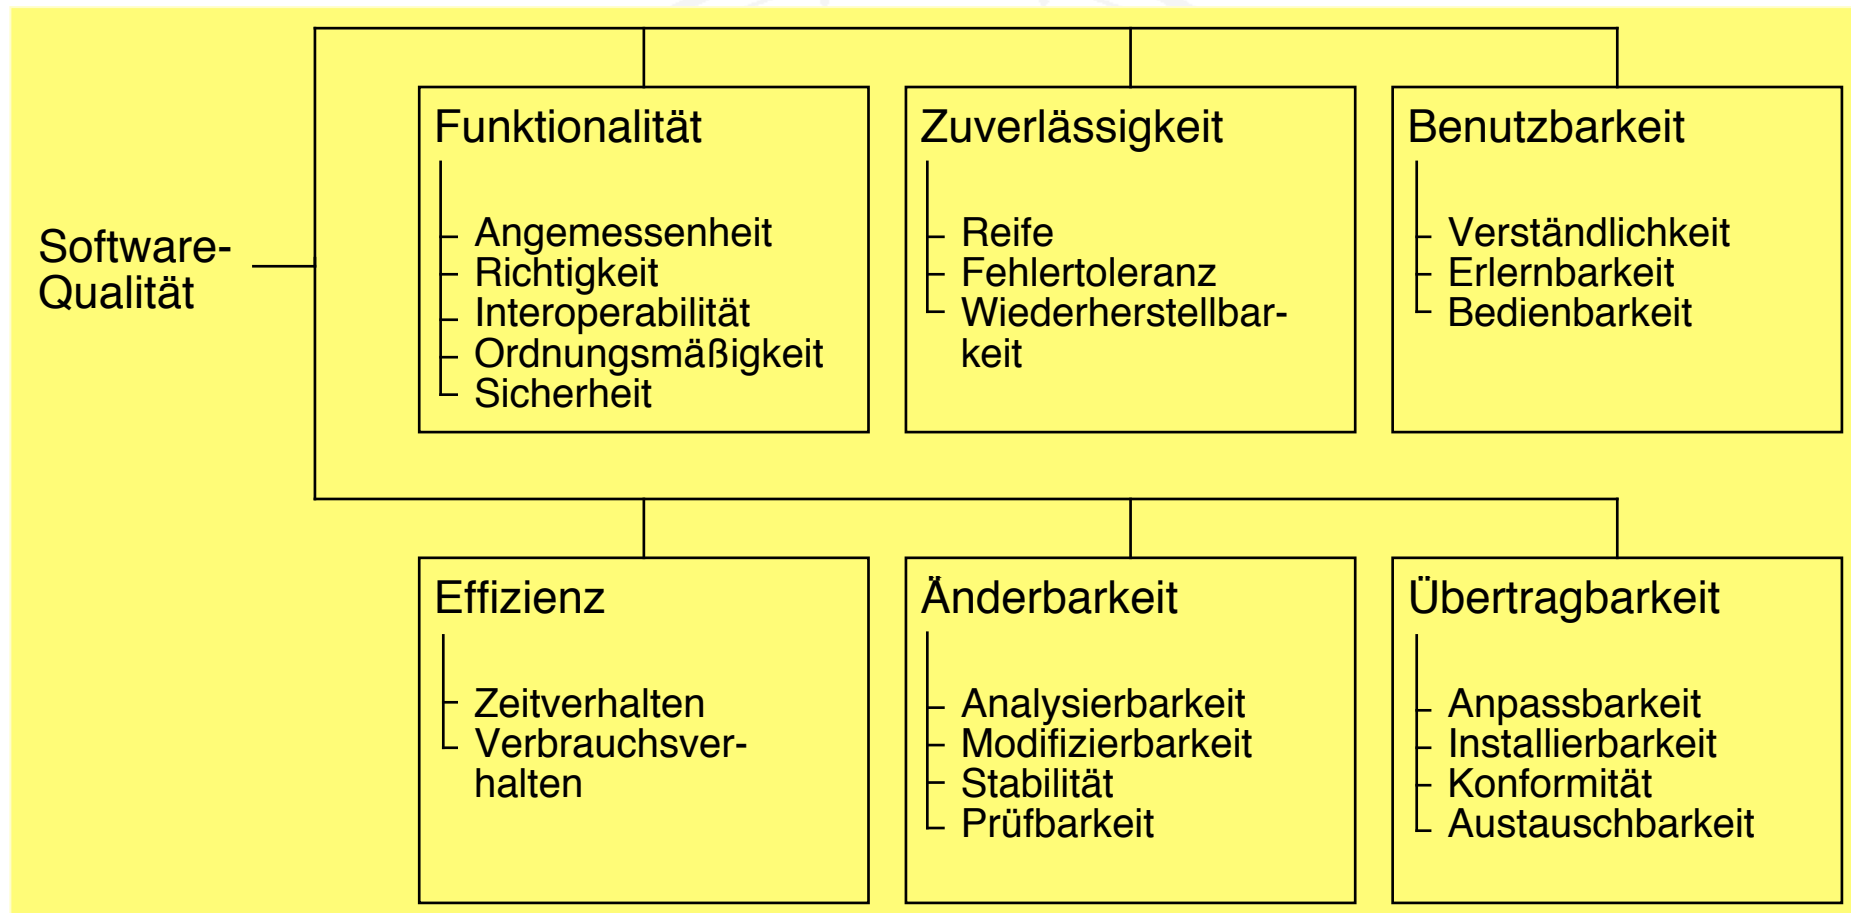 Software-
Qualität
Funktionalität
Angemessenheit
Richtigkeit
Interoperabilität
Ordnungsmäßigkeit
Sicherheit
Zuverlässigkeit
Reife
Fehlertoleranz
Wiederherstellbar-
keit
Benutzbarkeit
Verständlichkeit
Erlernbarkeit
Bedienbarkeit
Effizienz
Zeitverhalten
Verbrauchsver-
halten
Änderbarkeit
Analysierbarkeit
Modifizierbarkeit
Stabilität
Prüfbarkeit
Übertragbarkeit
Anpassbarkeit
Installierbarkeit
Konformität
Austauschbarkeit